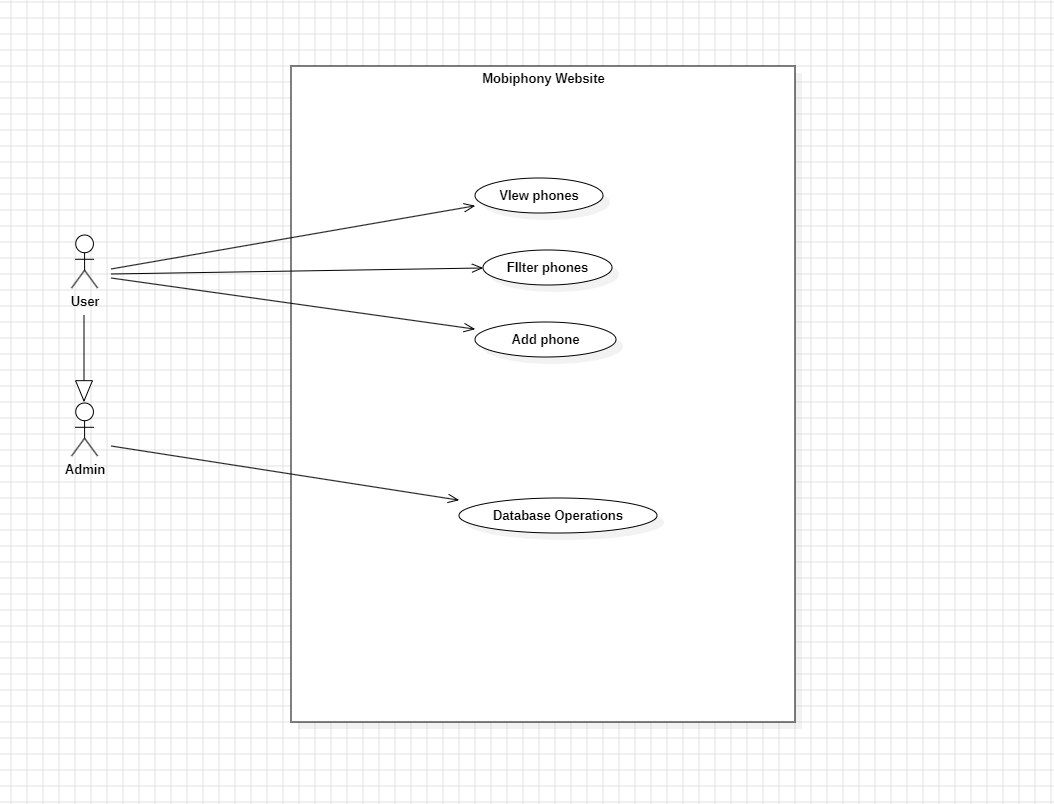 Mobiphony Website
VIew phones
FIlter phones
User
Add phone
Admin
Database Operations